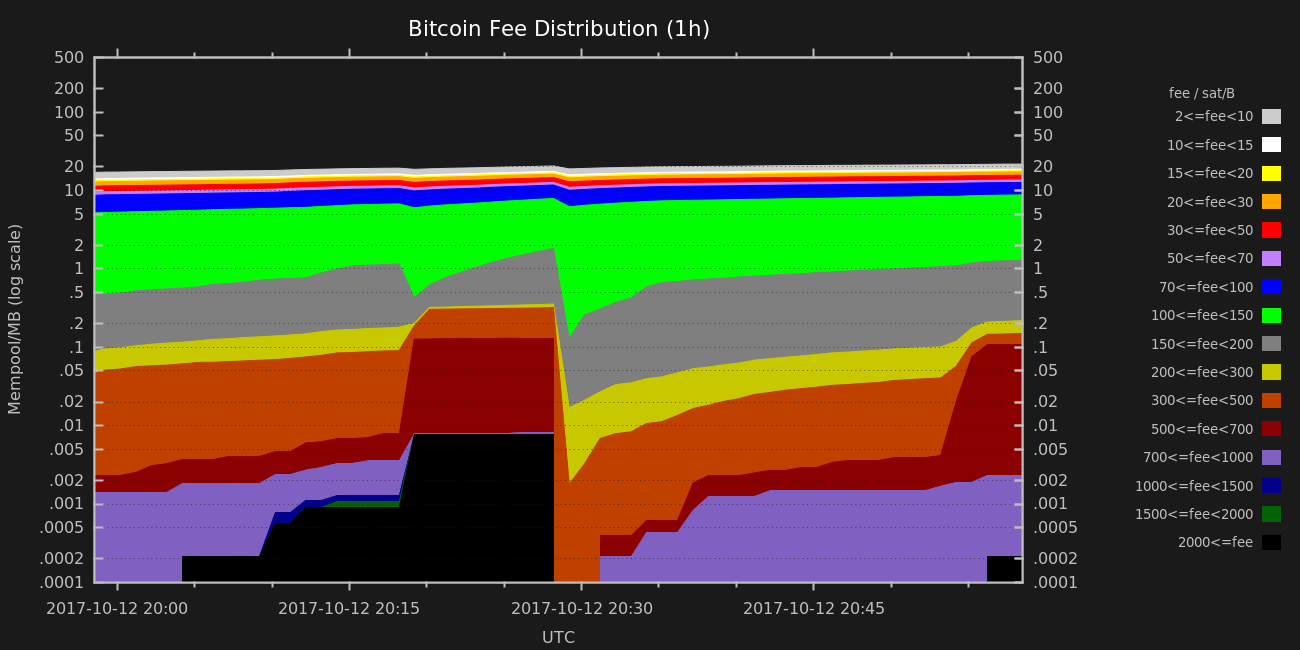 Bitcoin Fee Distribution (1h)
500 500
200 200
100 100
50 50
20 20
10 10
5 5
2 2
1 1
.5 .5
.2 .2
.1 .1
.05 .05
.02 .02
.01 .01
.005 .005
.002 .002
.001 .001
.0005 .0005
.0002 .0002
.0001 .0001
Mempool/MB (log scale)
2017-10-12 20:00 2017-10-12 20:15 2017-10-12 20:30 2017-10-12 20:45
UTC
fee / sat/B
2<=fee<10
10<=fee<15
15<=fee<20
20<=fee<30
30<=fee<50
50<=fee<70
70<=fee<100
100<=fee<150
150<=fee<200
200<=fee<300
300<=fee<500
500<=fee<700
700<=fee<1000
1000<=fee<1500
1500<=fee<2000
2000<=fee